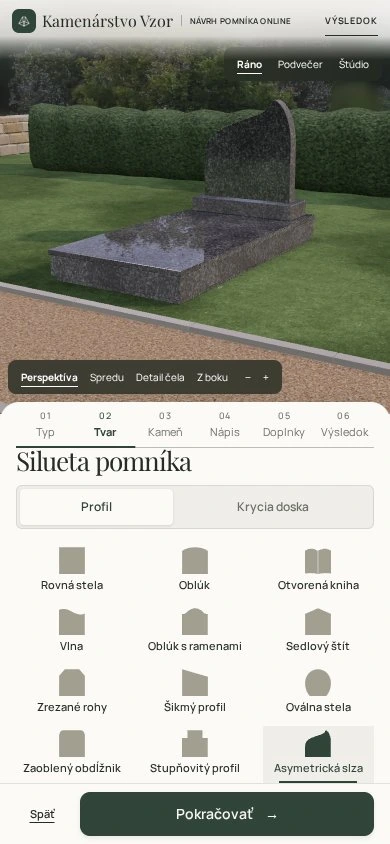 Kamenárstvo Vzor
NÁVRH POMNÍKA ONLINE
VÝSLEDOK
Ráno
Podvečer
Štúdio
Perspektíva
Spredu
Detail čela
Z boku
− +
01
Typ
02
Tvar
03
Kameň
04
Nápis
05
Doplnky
06
Výsledok
Silueta pomníka
Profil
Krycia doska
Rovná stela
Oblúk
Otvorená kniha
Vlna
Oblúk s ramenami
Sedlový štít
Zrezané rohy
Šikmý profil
Oválna stela
Zaoblený obdĺžnik
Stupňovitý profil
Asymetrická slza
Späť
Pokračovať →